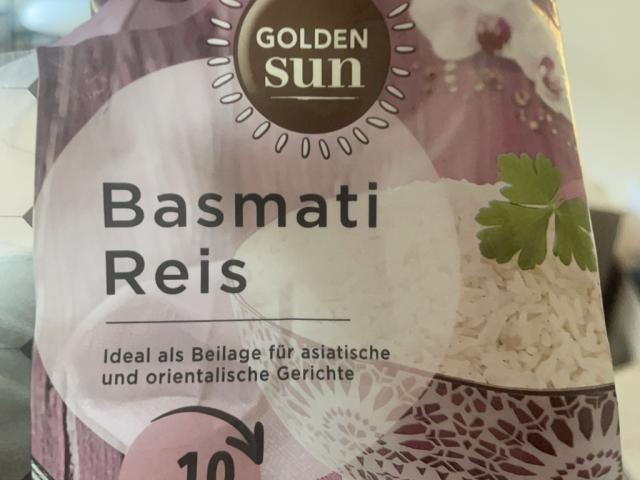 GOLDEN
sun
Basmati
Reis
Ideal als Beilage für asiatische
und orientalische Gerichte
10